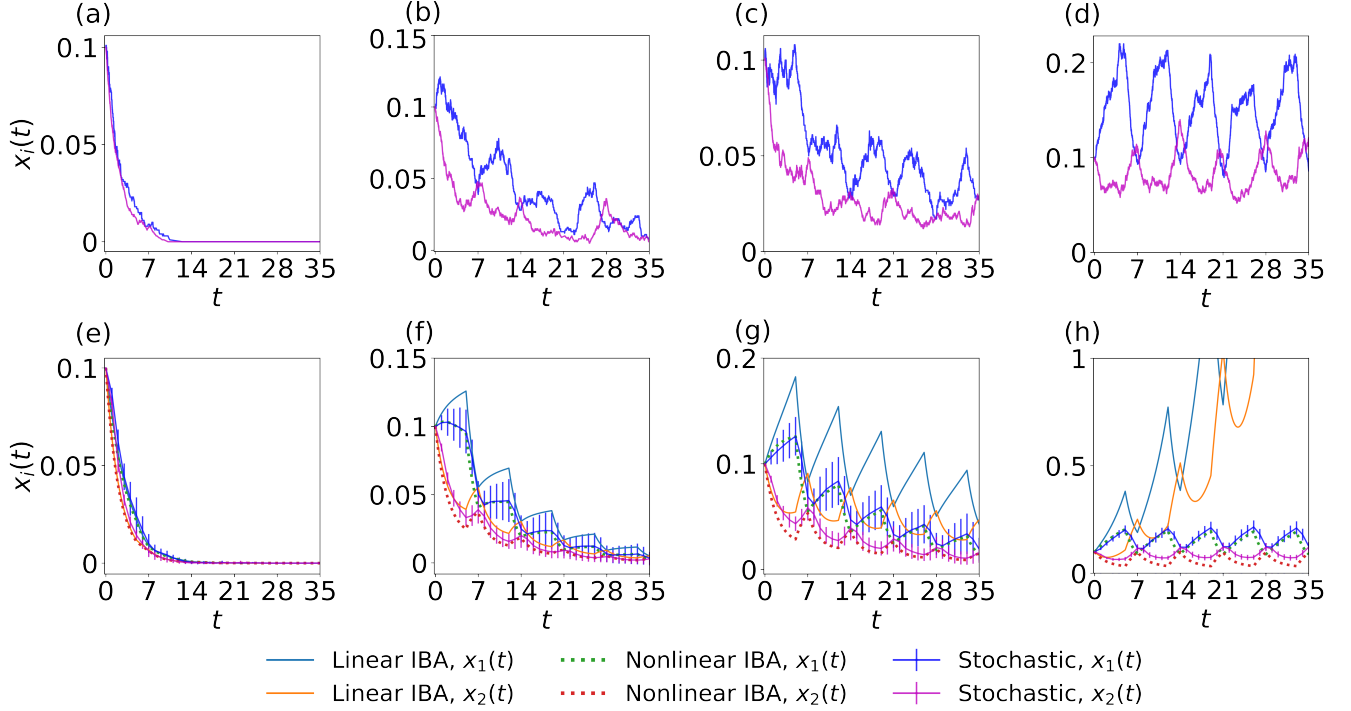 (a) (b) (c) (d)
x_i(t)
0.1
0.05
0
0 7 14 21 28 35
t
0.15
0.1
0.05
0
0 7 14 21 28 35
t
0.1
0.05
0
0 7 14 21 28 35
t
0.2
0.1
0
0 7 14 21 28 35
t
(e) (f) (g) (h)
x_i(t)
0.1
0.05
0
0 7 14 21 28 35
t
0.15
0.1
0.05
0
0 7 14 21 28 35
t
0.2
0.1
0
0 7 14 21 28 35
t
1
0.5
0
0 7 14 21 28 35
t
Linear IBA, x_1(t) Nonlinear IBA, x_1(t) Stochastic, x_1(t)
Linear IBA, x_2(t) Nonlinear IBA, x_2(t) Stochastic, x_2(t)